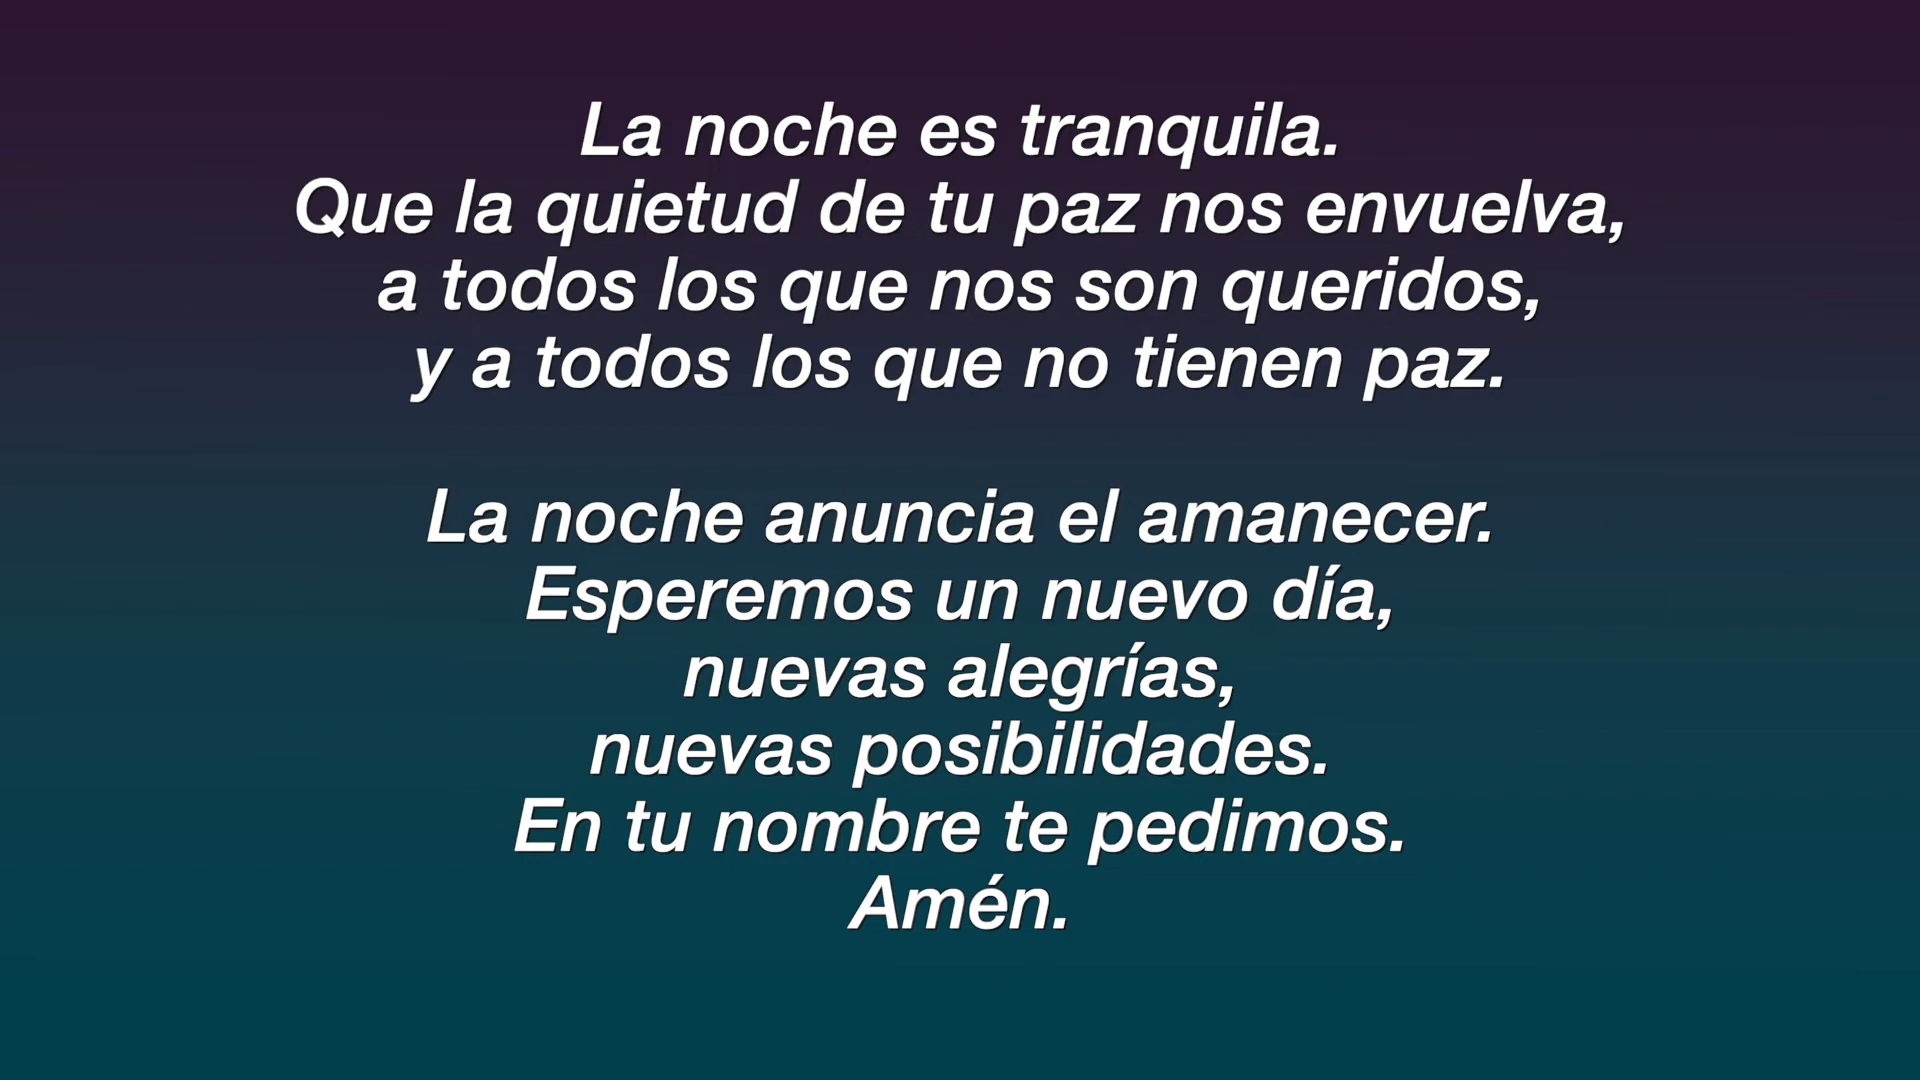 La noche es tranquila.
Que la quietud de tu paz nos envuelva,
a todos los que nos son queridos,
y a todos los que no tienen paz.
La noche anuncia el amanecer.
Esperemos un nuevo día,
nuevas alegrías,
nuevas posibilidades.
En tu nombre te pedimos.
Amén.